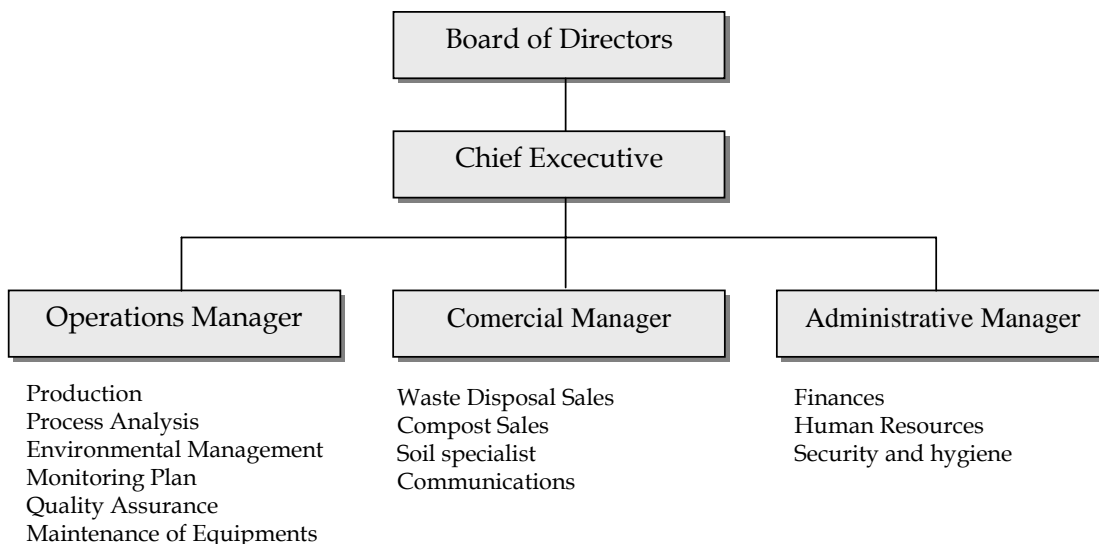 Board of Directors
Chief Excecutive
Operations Manager
Comercial Manager
Administrative Manager
Production
Process Analysis
Environmental Management
Monitoring Plan
Quality Assurance
Maintenance of Equipments
Waste Disposal Sales
Compost Sales
Soil specialist
Communications
Finances
Human Resources
Security and hygiene